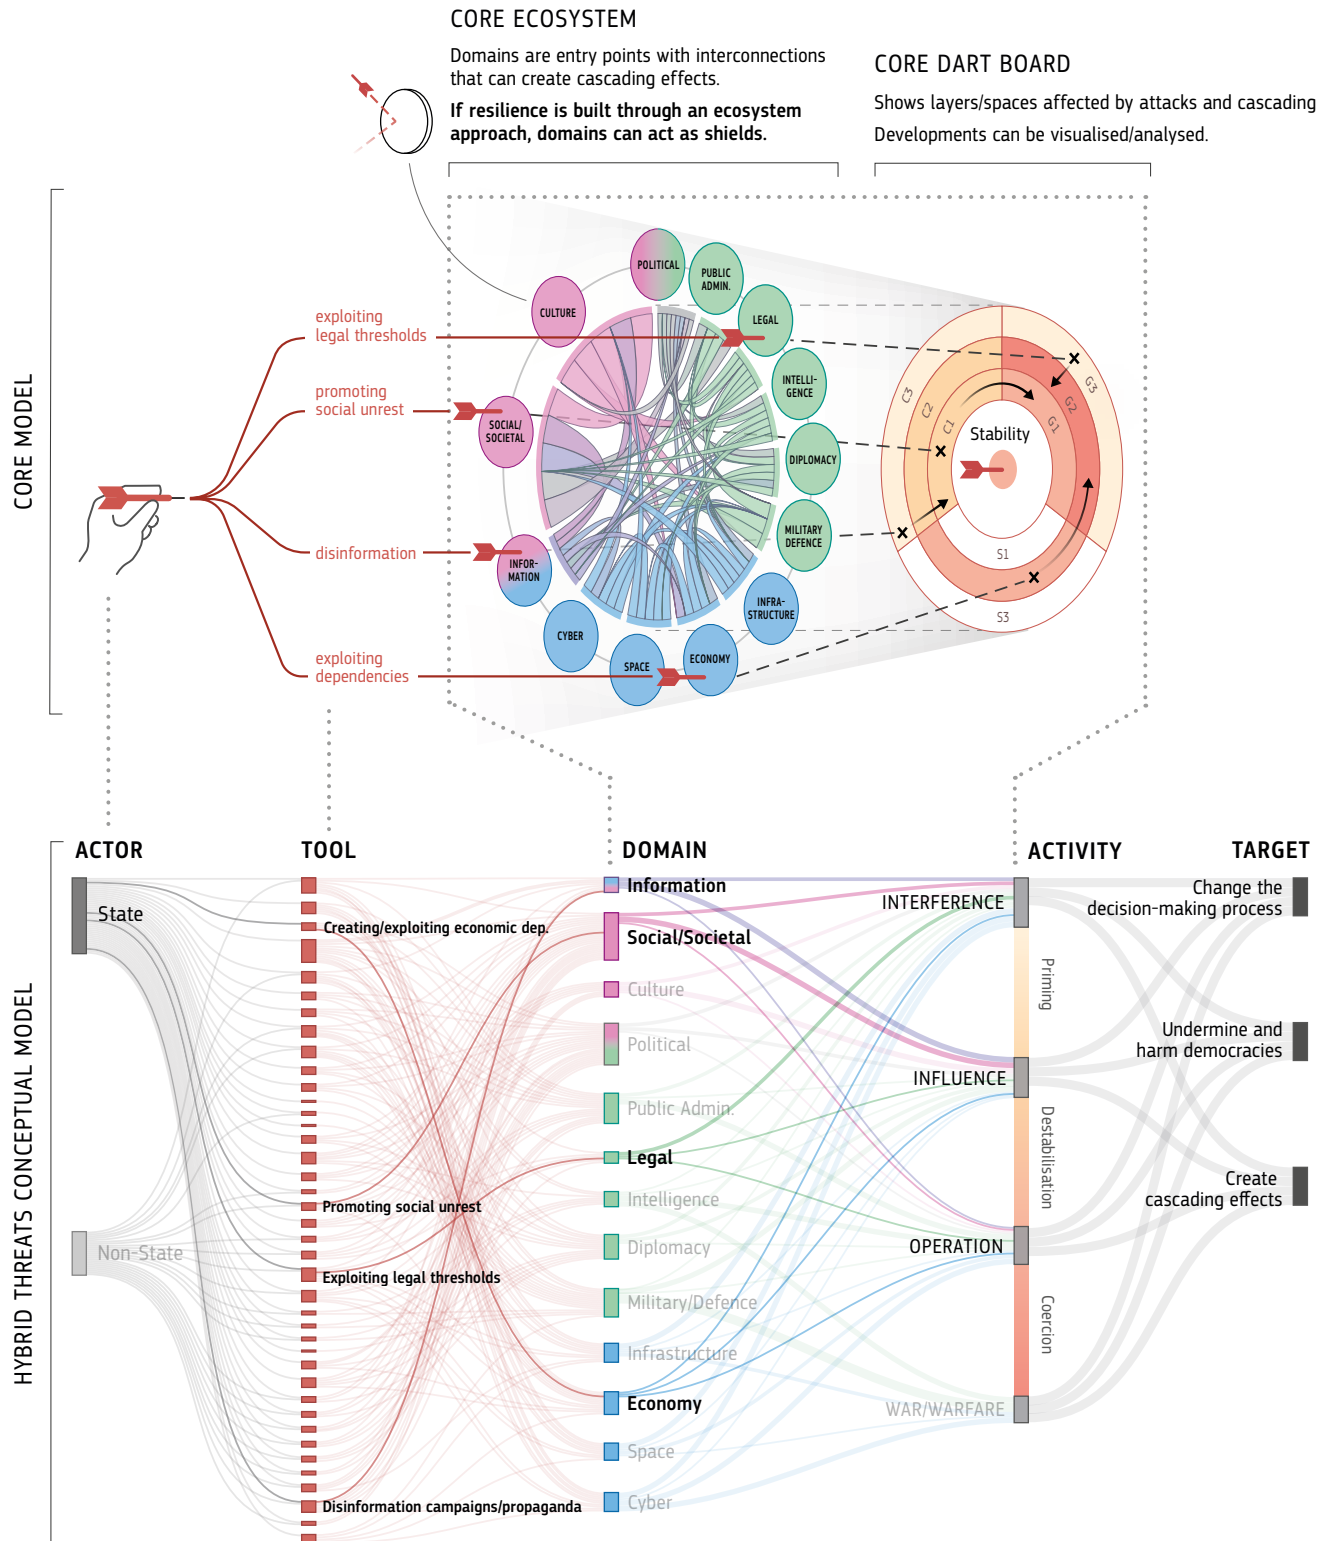 CORE ECOSYSTEM
Domains are entry points with interconnections
that can create cascading effects.
If resilience is built through an ecosystem
approach, domains can act as shields.
CORE DART BOARD
Shows layers/spaces affected by attacks and cascading
Developments can be visualised/analysed.
CORE MODEL
exploiting
legal thresholds
promoting
social unrest
disinformation
exploiting
dependencies
POLITICAL
PUBLIC
ADMIN.
LEGAL
CULTURE
INTELLI-
GENCE
SOCIAL/
SOCIETAL
DIPLOMACY
MILITARY
DEFENCE
INFOR-
MATION
INFRA-
STRUCTURE
CYBER
SPACE
ECONOMY
C3
C2
C1
G3
G2
G1
Stability
S1
S3
HYBRID THREATS CONCEPTUAL MODEL
ACTOR
TOOL
DOMAIN
ACTIVITY
TARGET
State
Non-State
Creating/exploiting economic dep.
Promoting social unrest
Exploiting legal thresholds
Disinformation campaigns/propaganda
Information
Social/Societal
Culture
Political
Public Admin.
Legal
Intelligence
Diplomacy
Military/Defence
Infrastructure
Economy
Space
Cyber
INTERFERENCE
Priming
INFLUENCE
Destabilisation
OPERATION
Coercion
WAR/WARFARE
Change the
decision-making process
Undermine and
harm democracies
Create
cascading effects